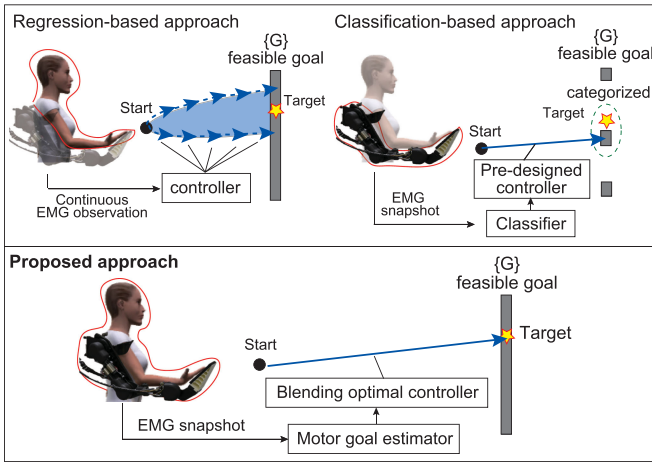 Regression-based approach
{G}
feasible goal
Start
Target
Continuous
EMG observation
controller
Classification-based approach
{G}
feasible goal
categorized
Target
Start
Pre-designed
controller
EMG
snapshot
Classifier
Proposed approach
{G}
feasible goal
Start
Target
Blending optimal controller
EMG snapshot
Motor goal estimator